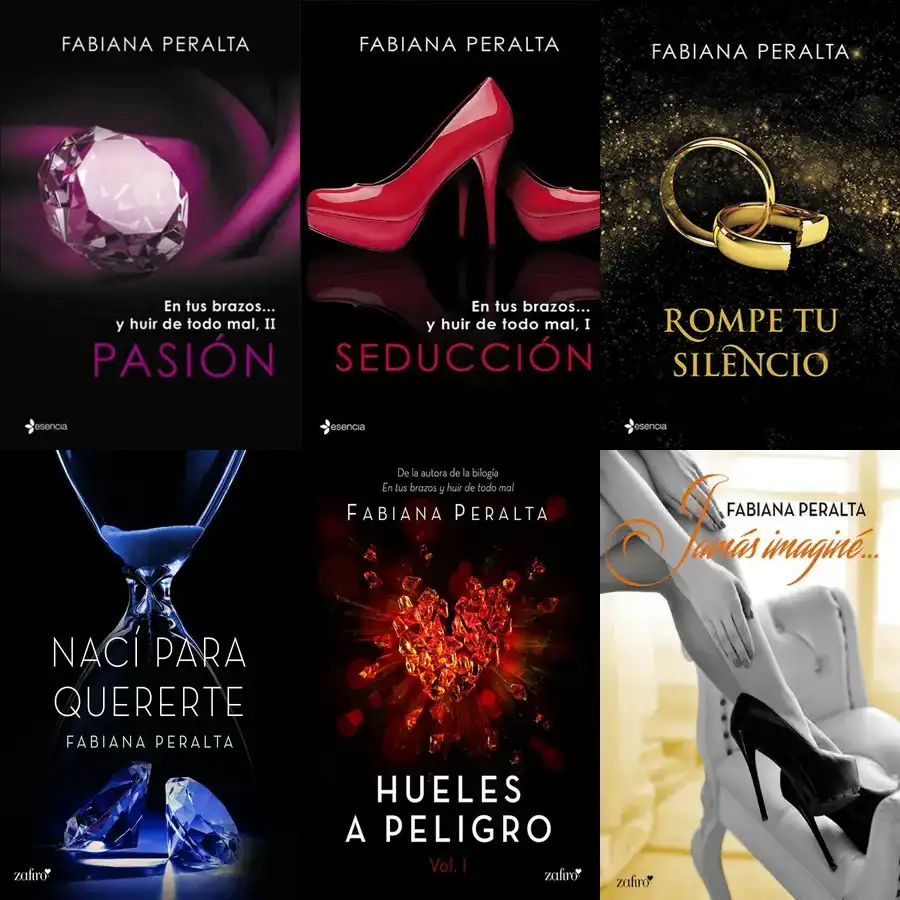 FABIANA PERALTA
En tus brazos...
y huir de todo mal, II
PASIÓN
esencia
FABIANA PERALTA
En tus brazos...
y huir de todo mal, I
SEDUCCIÓN
esencia
FABIANA PERALTA
ROMPE TU
SILENCIO
esencia
NACÍ PARA
QUERERTE
FABIANA PERALTA
zafiro
De la autora de la bilogía
En tus brazos y huir de todo mal
FABIANA PERALTA
HUELES
A PELIGRO
Vol. I
zafiro
FABIANA PERALTA
Jamás imaginé...
zafiro